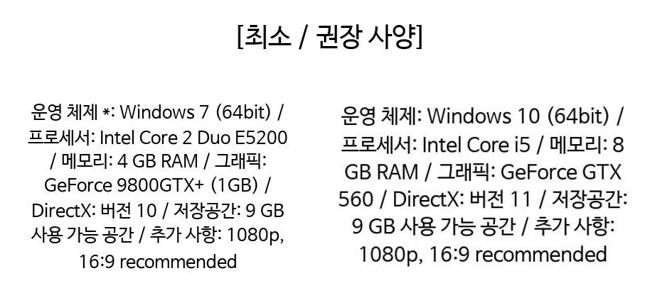 [최소 / 권장 사양]
운영 체제 *: Windows 7 (64bit) /
프로세서: Intel Core 2 Duo E5200
/ 메모리: 4 GB RAM / 그래픽:
GeForce 9800GTX+ (1GB) /
DirectX: 버전 10 / 저장공간: 9 GB
사용 가능 공간 / 추가 사항: 1080p,
16:9 recommended
운영 체제: Windows 10 (64bit) /
프로세서: Intel Core i5 / 메모리: 8
GB RAM / 그래픽: GeForce GTX
560 / DirectX: 버전 11 / 저장공간:
9 GB 사용 가능 공간 / 추가 사항:
1080p, 16:9 recommended